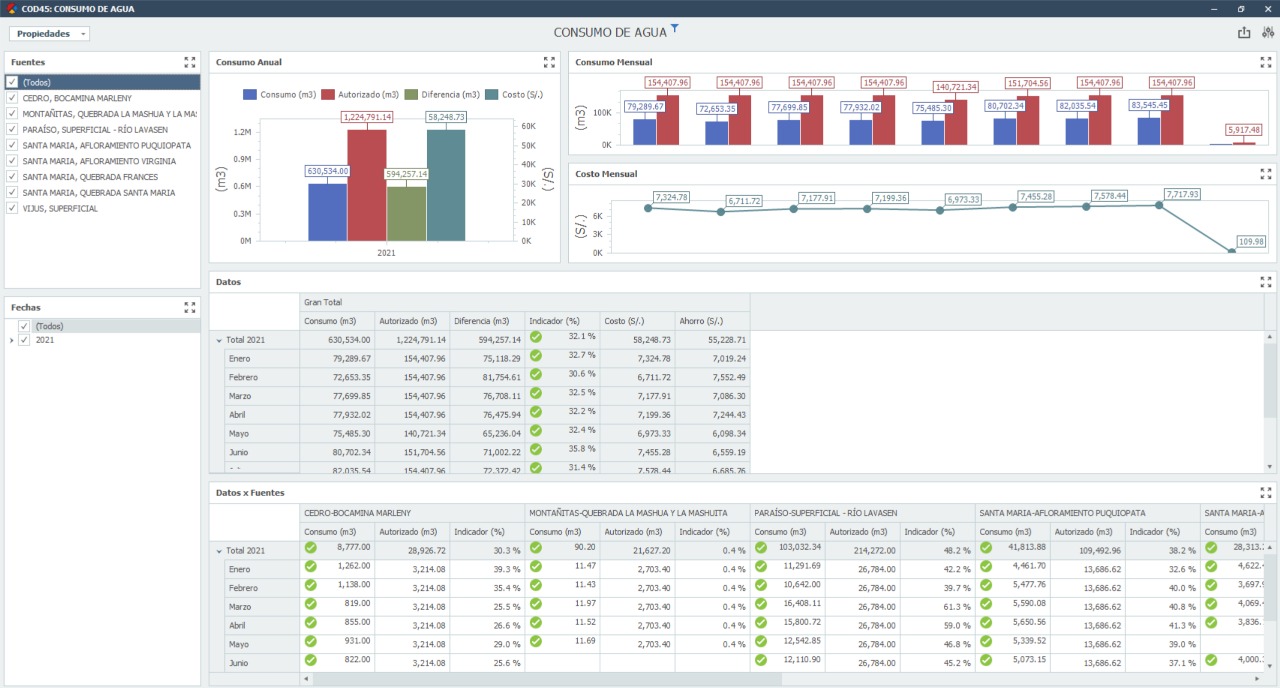 COD45: CONSUMO DE AGUA
Propiedades
CONSUMO DE AGUA
Fuentes
(Todos)
CEDRO, BOCAMINA MARLENY
MONTAÑITAS, QUEBRADA LA MASHUA Y LA MA
PARAÍSO, SUPERFICIAL - RÍO LAVASEN
SANTA MARIA, AFLORAMIENTO PUQUIOPATA
SANTA MARIA, AFLORAMIENTO VIRGINIA
SANTA MARIA, QUEBRADA FRANCES
SANTA MARIA, QUEBRADA SANTA MARIA
VIJUS, SUPERFICIAL
Fechas
(Todos)
2021
Consumo Anual
Consumo (m3) Autorizado (m3) Diferencia (m3) Costo (S/.)
1,224,791.14 58,248.73
630,534.00 594,257.14
1.2M
0.9M
0.6M
0.3M
0M
(m3)
60K
50K
40K
30K
20K
10K
0K
(S/.)
2021
Consumo Mensual
154,407.96 154,407.96 154,407.96 154,407.96 140,721.34 151,704.56 154,407.96 154,407.96
79,289.67 72,653.35 77,699.85 77,932.02 75,485.30 80,702.34 82,035.54 83,545.45
5,917.48
100K
0K
(m3)
Costo Mensual
7,324.78 6,711.72 7,177.91 7,199.36 6,973.33 7,455.28 7,578.44 7,717.93
109.98
6K
3K
0K
(S/.)
Datos
Gran Total
Consumo (m3) Autorizado (m3) Diferencia (m3) Indicador (%) Costo (S/.) Ahorro (S/.)
Total 2021 630,534.00 1,224,791.14 594,257.14 32.1 % 58,248.73 55,228.71
Enero 79,289.67 154,407.96 75,118.29 32.7 % 7,324.78 7,019.24
Febrero 72,653.35 154,407.96 81,754.61 30.6 % 6,711.72 7,552.49
Marzo 77,699.85 154,407.96 76,708.11 32.5 % 7,177.91 7,086.30
Abril 77,932.02 154,407.96 76,475.94 32.2 % 7,199.36 7,244.43
Mayo 75,485.30 140,721.34 65,236.04 32.4 % 6,973.33 6,098.34
Junio 80,702.34 151,704.56 71,002.22 35.8 % 7,455.28 6,559.19
82,035.54 154,407.96 72,372.42 31.4 % 7,578.44 6,685.76
Datos x Fuentes
CEDRO-BOCAMINA MARLENY MONTAÑITAS-QUEBRADA LA MASHUA Y LA MASHUITA PARAÍSO-SUPERFICIAL - RÍO LAVASEN SANTA MARIA-AFLORAMIENTO PUQUIOPATA SANTA MARIA-A
Consumo (m3) Autorizado (m3) Indicador (%) Consumo (m3) Autorizado (m3) Indicador (%) Consumo (m3) Autorizado (m3) Indicador (%) Consumo (m3) Autorizado (m3) Indicador (%) Consumo (m3)
Total 2021 8,777.00 28,926.72 30.3 % 90.20 21,627.20 0.4 % 103,032.34 214,272.00 48.2 % 41,813.88 109,492.96 38.2 % 28,313.
Enero 1,262.00 3,214.08 39.3 % 11.47 2,703.40 0.4 % 11,291.69 26,784.00 42.2 % 4,461.70 13,686.62 32.6 % 4,622.
Febrero 1,138.00 3,214.08 35.4 % 11.43 2,703.40 0.4 % 10,642.00 26,784.00 39.7 % 5,477.76 13,686.62 40.0 % 3,697.
Marzo 819.00 3,214.08 25.5 % 11.97 2,703.40 0.4 % 16,408.11 26,784.00 61.3 % 5,590.08 13,686.62 40.8 % 4,069.
Abril 855.00 3,214.08 26.6 % 11.52 2,703.40 0.4 % 15,800.72 26,784.00 59.0 % 5,650.56 13,686.62 41.3 % 3,836.
Mayo 931.00 3,214.08 29.0 % 11.69 2,703.40 0.4 % 12,542.85 26,784.00 46.8 % 5,339.52 13,686.62 39.0 %
Junio 822.00 3,214.08 25.6 % 12,110.90 26,784.00 45.2 % 5,073.15 13,686.62 37.1 % 4,000.